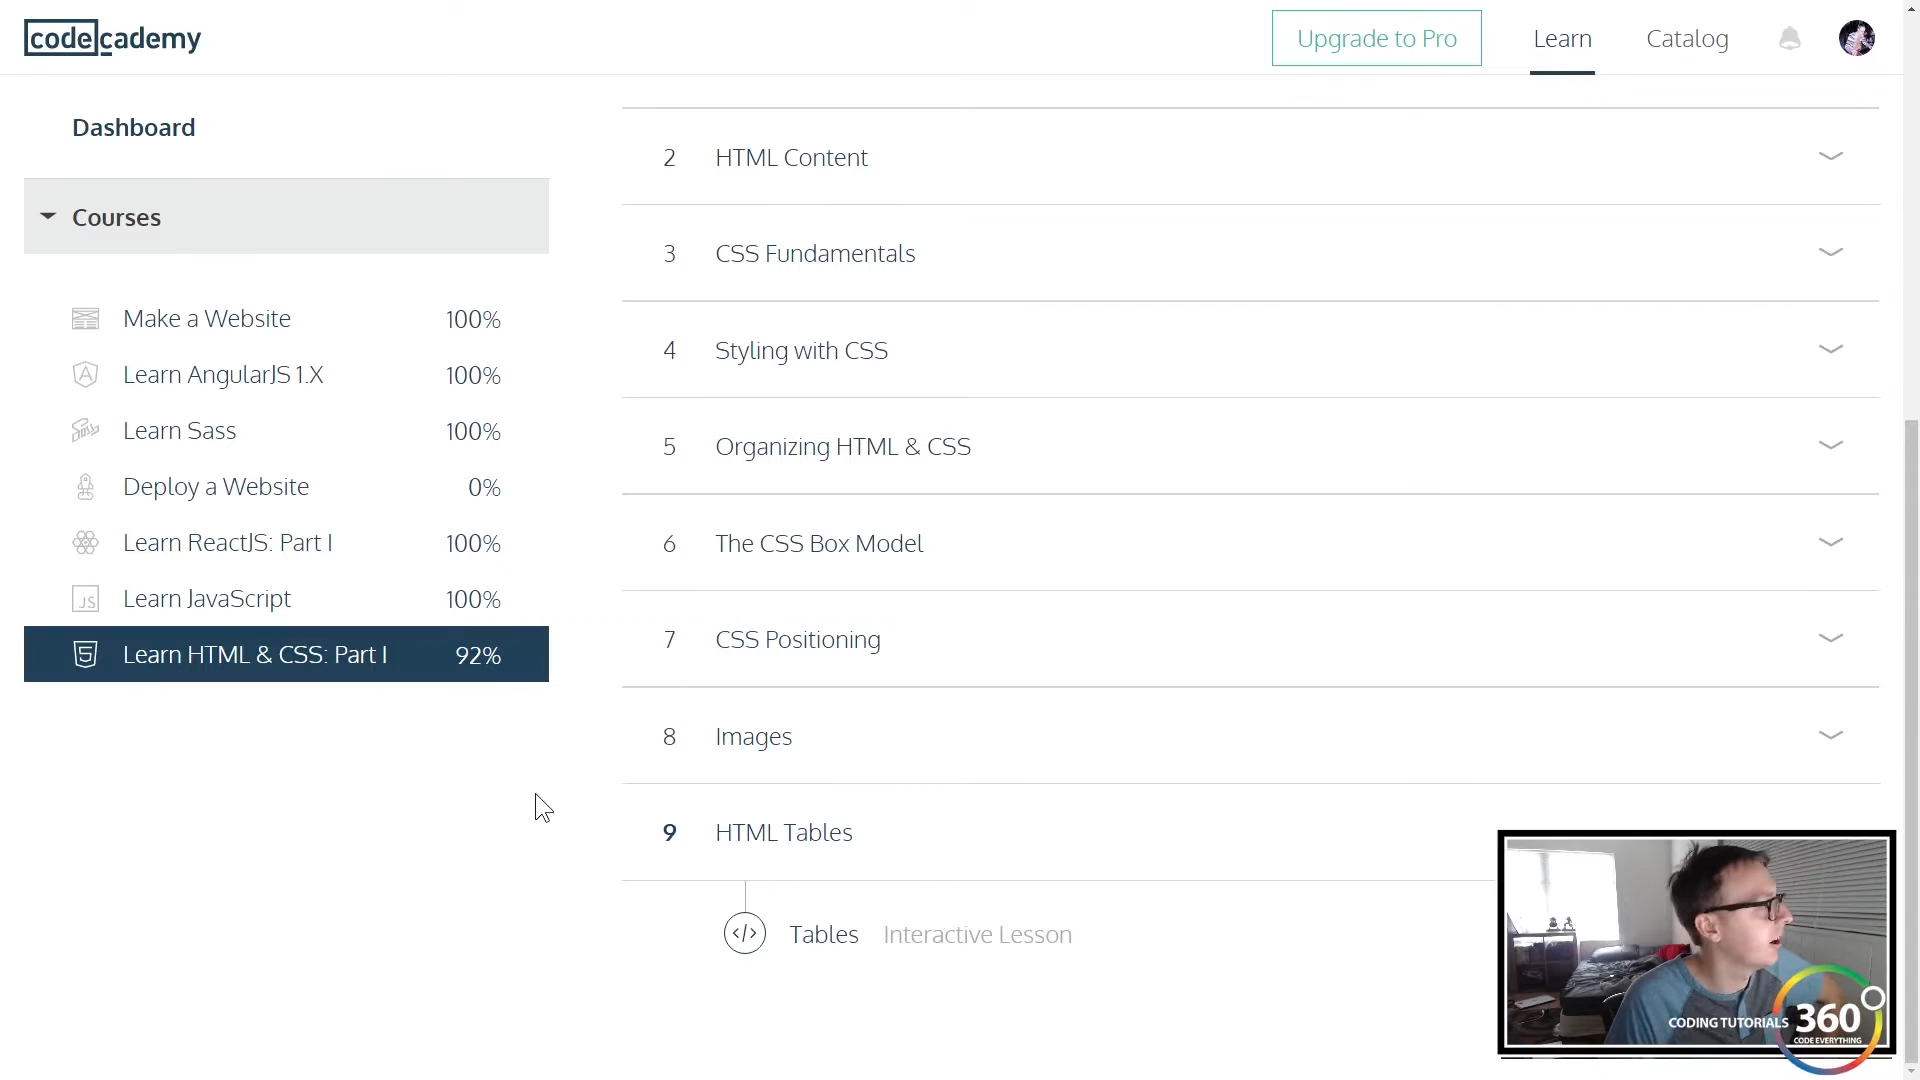 codecademy
Upgrade to Pro
Learn
Catalog
Dashboard
Courses
Make a Website 100%
Learn AngularJS 1.X 100%
Learn Sass 100%
Deploy a Website 0%
Learn ReactJS: Part I 100%
JS Learn JavaScript 100%
Learn HTML & CSS: Part I 92%
2 HTML Content
3 CSS Fundamentals
4 Styling with CSS
5 Organizing HTML & CSS
6 The CSS Box Model
7 CSS Positioning
8 Images
9 HTML Tables
</> Tables Interactive Lesson
CODING TUTORIALS 360°
CODE EVERYTHING